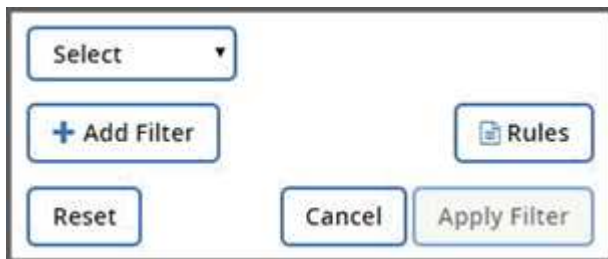 Select
Add Filter
Rules
Reset
Cancel
Apply Filter